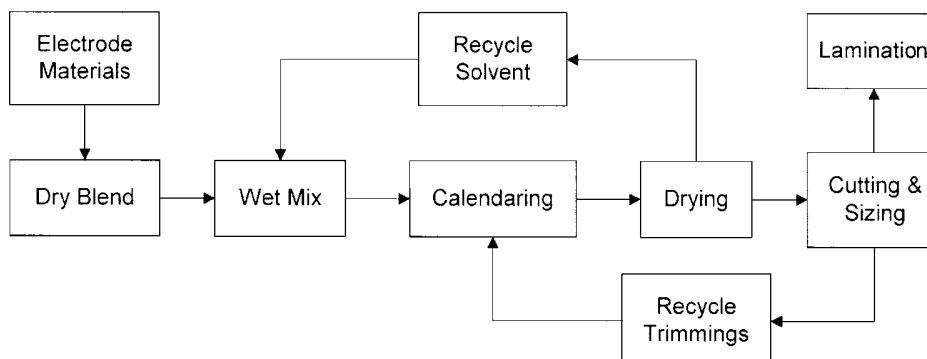 Electrode
Materials
Recycle
Solvent
Lamination
Dry Blend
Wet Mix
Calendaring
Drying
Cutting &
Sizing
Recycle
Trimmings